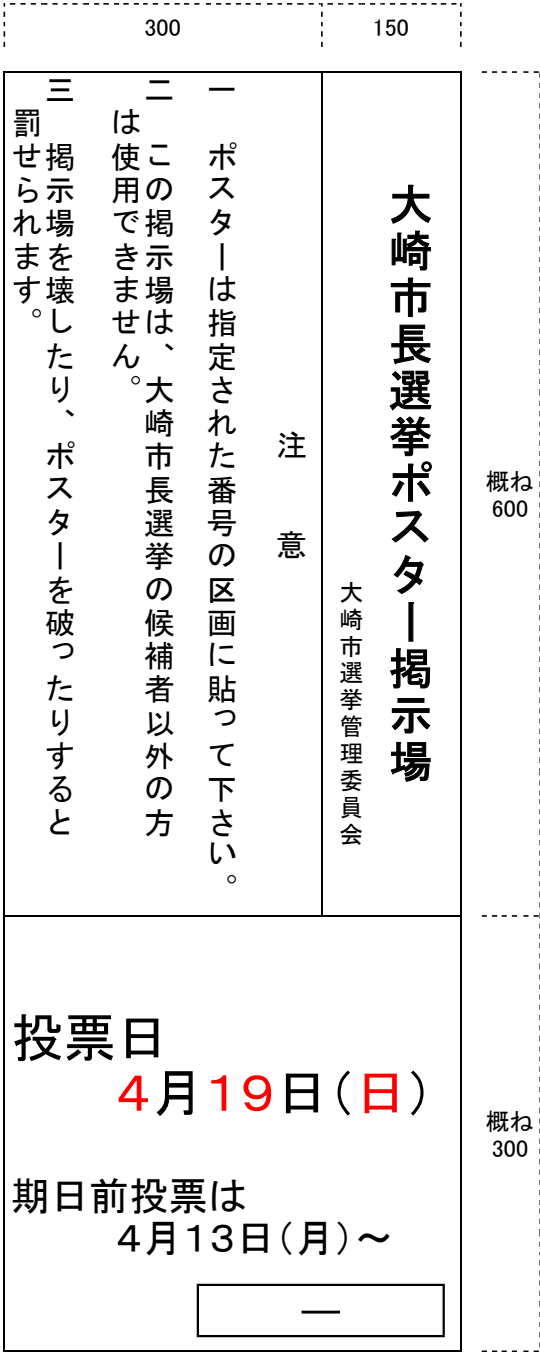 300
150
大崎市長選挙ポスター掲示場
大崎市選挙管理委員会
注意
一 ポスターは指定された番号の区画に貼って下さい。
二 この掲示場は、大崎市長選挙の候補者以外の方
は使用できません。
三 掲示場を壊したり、ポスターを破ったりすると
罰せられます。
概ね
600
投票日
4月19日(日)
期日前投票は
4月13日(月)~
―
概ね
300